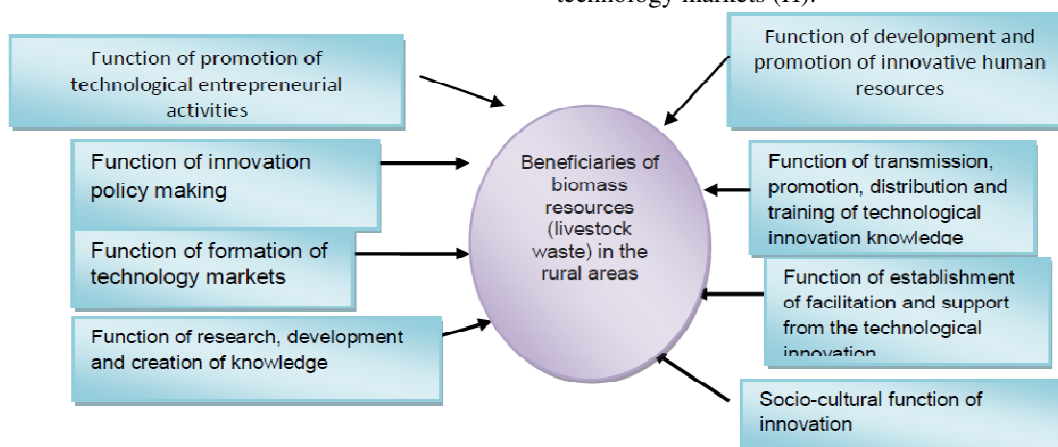 technology markets (H).
Function of promotion of
technological entrepreneurial
activities
Function of innovation
policy making
Function of formation of
technology markets
Function of research, development
and creation of knowledge
Beneficiaries of
biomass
resources
(livestock
waste) in the
rural areas
Function of development and
promotion of innovative human
resources
Function of transmission,
promotion, distribution and
training of technological
innovation knowledge
Function of establishment
of facilitation and support
from the technological
innovation
Socio-cultural function of
innovation